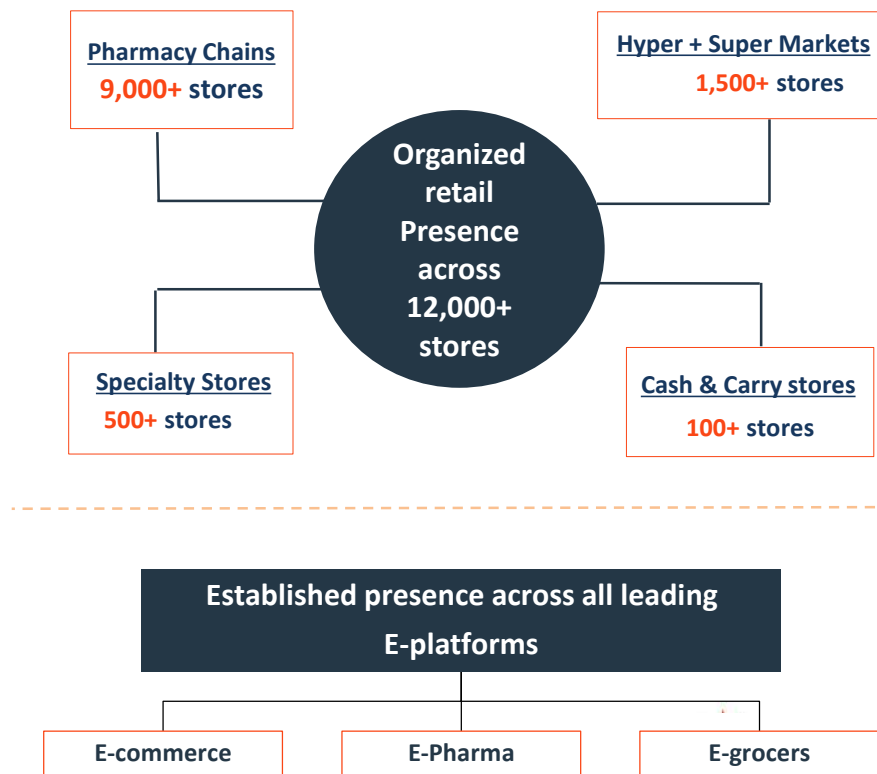 Pharmacy Chains
9,000+ stores
Hyper + Super Markets
1,500+ stores
Organized
retail
Presence
across
12,000+
stores
Specialty Stores
500+ stores
Cash & Carry stores
100+ stores
Established presence across all leading
E-platforms
E-commerce
E-Pharma
E-grocers